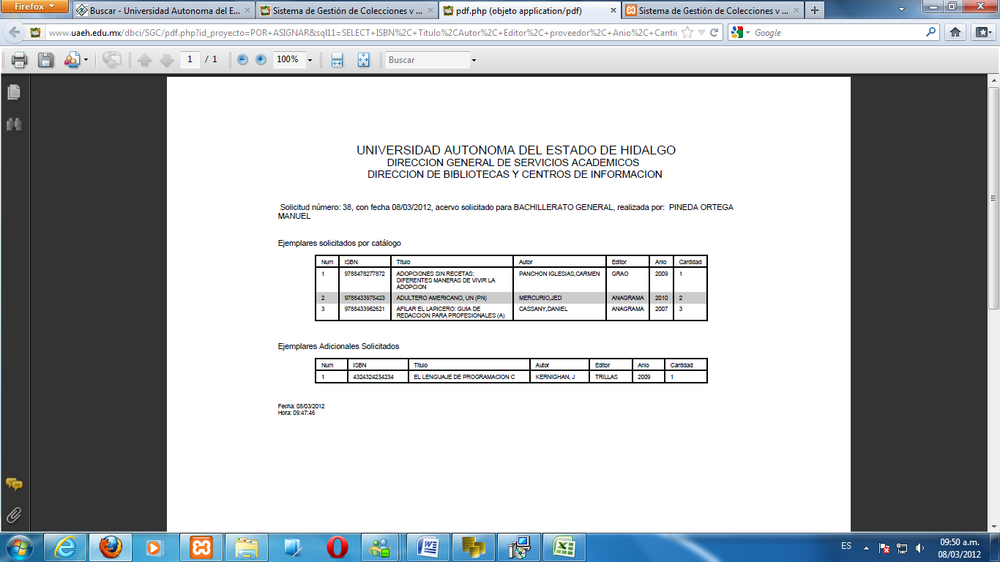 Firefox
Buscar - Universidad Autonoma del E...
Sistema de Gestión de Colecciones v ...
pdf.php (objeto application/pdf)
Sistema de Gestión de Colecciones v ...
www.uaeh.edu.mx/dbci/SGC/pdf.php?id_proyecto=POR+ASIGNAR&sql11=SELECT+ISBN%2C+Titulo%2CAutor%2C+Editor%2C+proveedor%2C+Anio%2C+Cantic
Google
1 / 1
100%
Buscar
UNIVERSIDAD AUTONOMA DEL ESTADO DE HIDALGO
DIRECCION GENERAL DE SERVICIOS ACADEMICOS
DIRECCION DE BIBLIOTECAS Y CENTROS DE INFORMACION
Solicitud número: 38, con fecha 08/03/2012, acervo solicitado para BACHILLERATO GENERAL, realizada por: PINEDA ORTEGA
MANUEL
Ejemplares solicitados por catálogo
Num ISBN Titulo Autor Editor Anio Cantidad
1 9788478277872 ADOPCIONES SIN RECETAS: PANCHON IGLESIAS,CARMEN GRAO 2009 1
DIFERENTES MANERAS DE VIVIR LA
ADOPCION
2 9788433975423 ADULTERO AMERICANO, UN (PN) MERCURIO,JED ANAGRAMA 2010 2
3 9788433962621 AFILAR EL LAPICERO: GUIA DE CASSANY,DANIEL ANAGRAMA 2007 3
REDACCION PARA PROFESIONALES (A)
Ejemplares Adicionales Solicitados
Num ISBN Titulo Autor Editor Anio Cantidad
1 4324324234234 EL LENGUAJE DE PROGRAMACION C KERNIGHAN, J TRILLAS 2009 1
Fecha: 08/03/2012
Hora: 09:47:46
ES
09:50 a.m.
08/03/2012